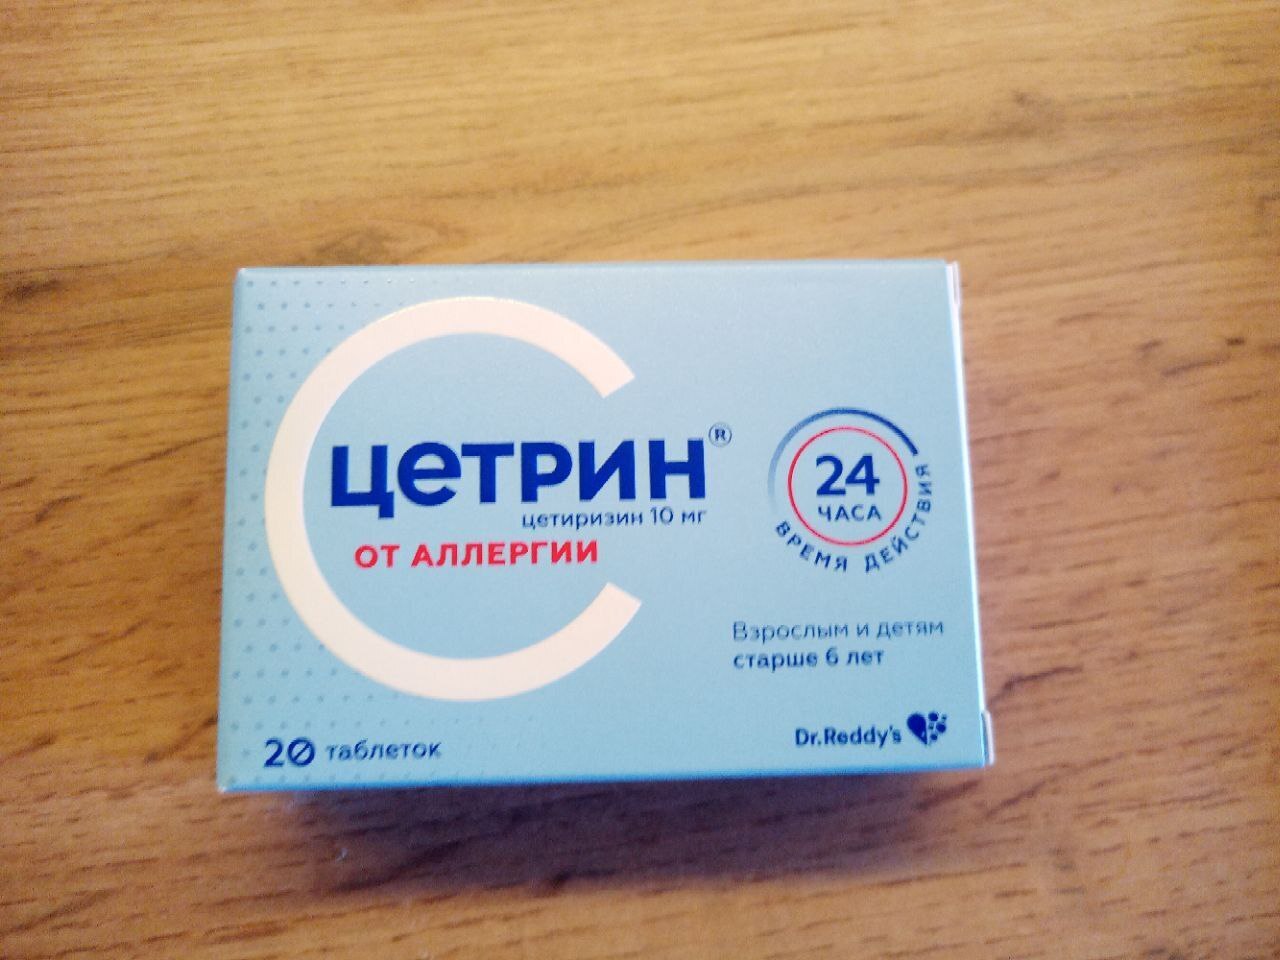 цетрин®
цетиризин 10 мг
ОТ АЛЛЕРГИИ
24
ЧАСА
ВРЕМЯ ДЕЙСТВИЯ
Взрослым и детям
старше 6 лет
20 таблеток
Dr.Reddy's